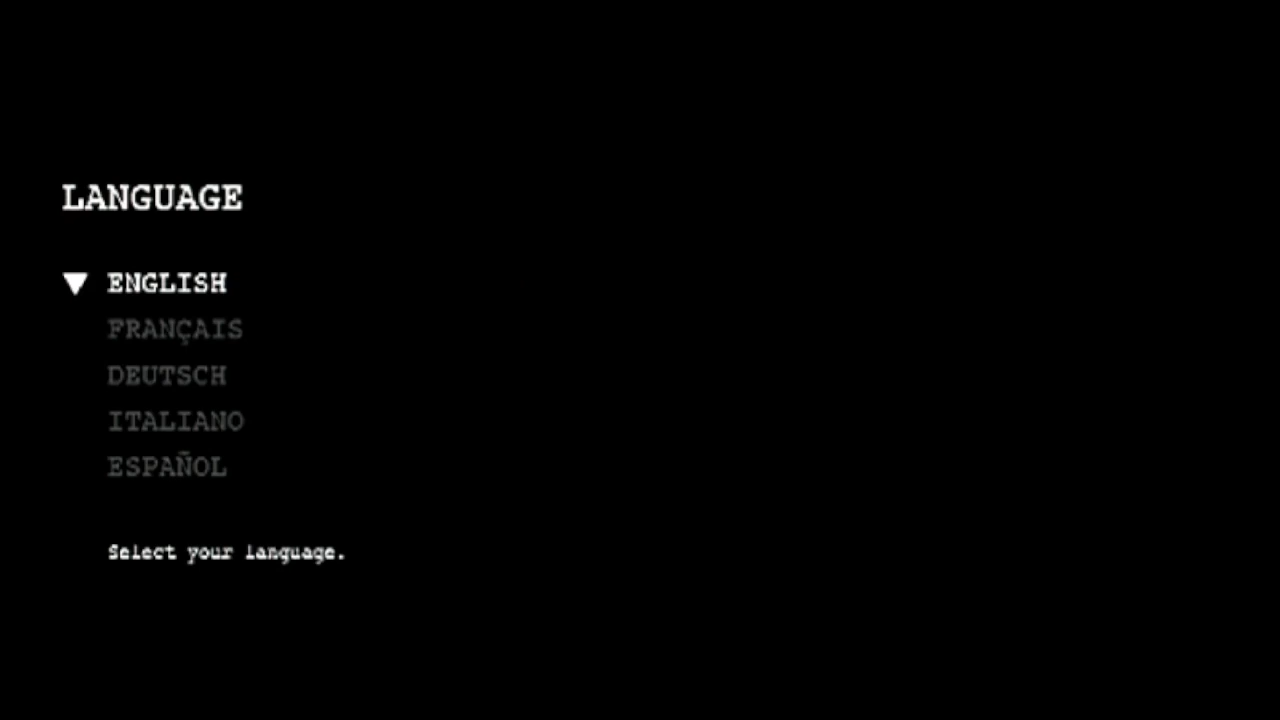 LANGUAGE
ENGLISH
FRANÇAIS
DEUTSCH
ITALIANO
ESPAÑOL
Select your language.